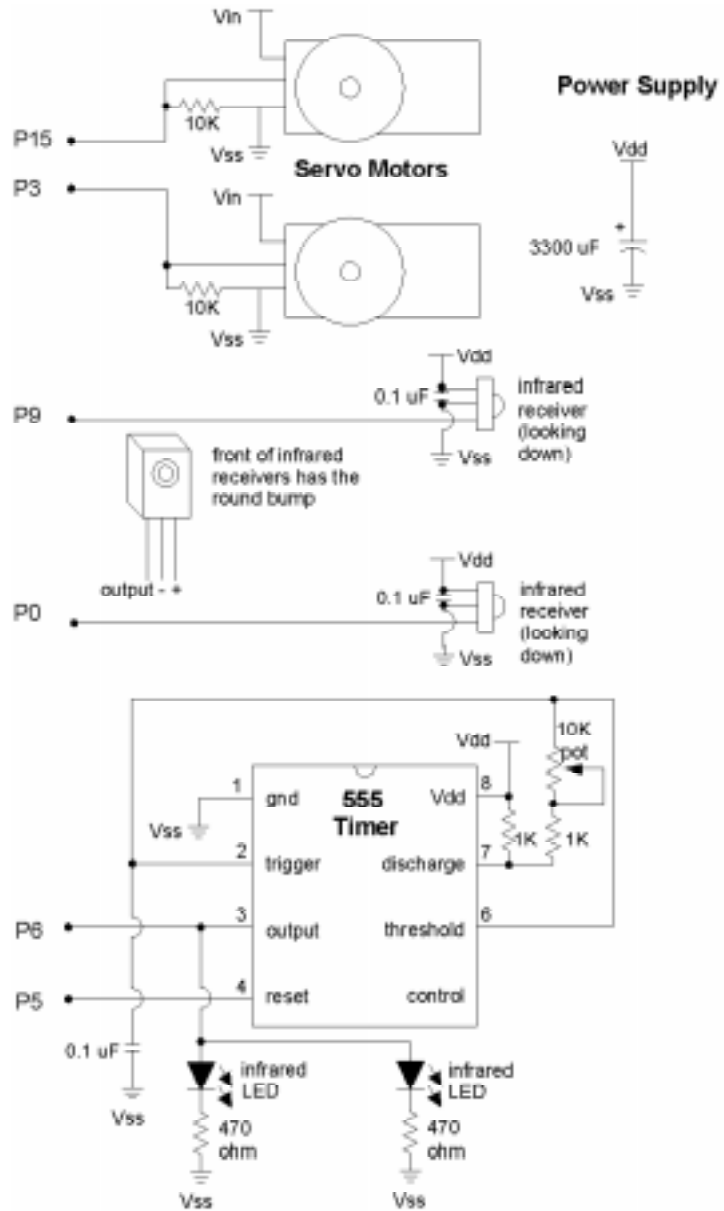 Vin
10K
P15
Vss
Servo Motors
P3
Vin
10K
Vss
Power Supply
Vdd
+
3300 uF
Vss
Vdd
0.1 uF
P9
Vss
infrared
receiver
(looking
down)
front of infrared
receivers has the
round bump
output - +
Vdd
0.1 uF
P0
Vss
infrared
receiver
(looking
down)
10K
pot
Vdd
1
gnd
555
Timer
Vdd
8
Vss
1K
1K
2
trigger
discharge
7
P6
3
output
threshold
6
P5
4
reset
control
0.1 uF
Vss
infrared
LED
470
ohm
Vss
infrared
LED
470
ohm
Vss